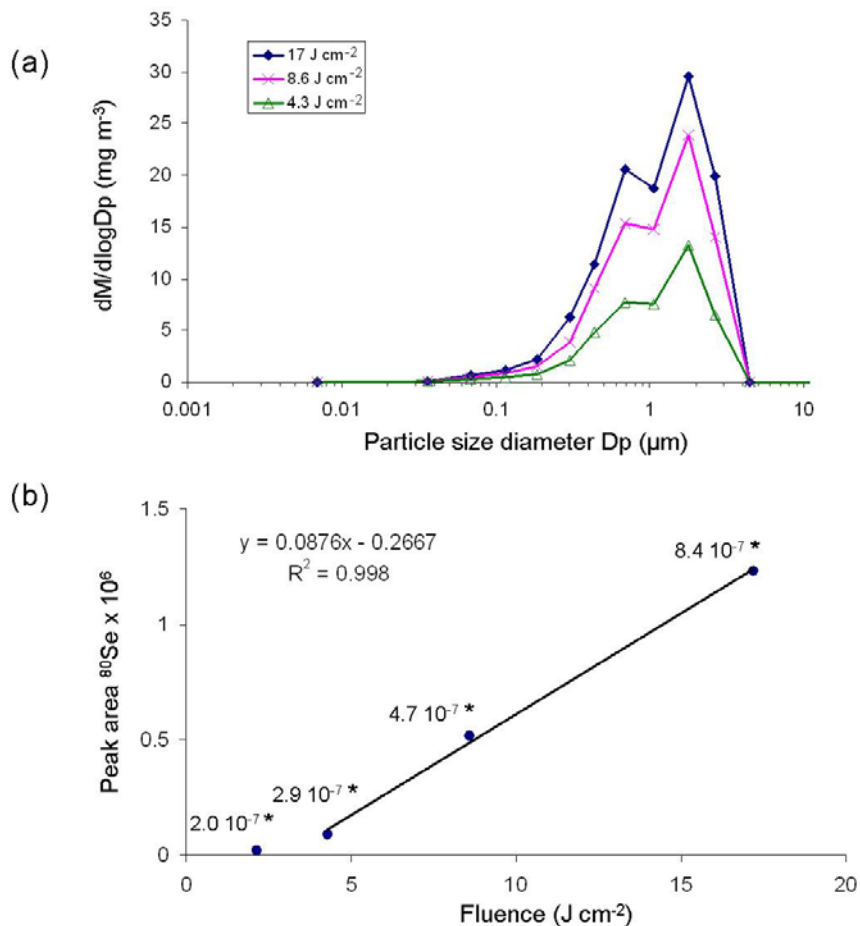 (a)
17 J cm⁻²
8.6 J cm⁻²
4.3 J cm⁻²
dM/dlogDp (mg m⁻³)
35
30
25
20
15
10
5
0
0.001 0.01 0.1 1 10
Particle size diameter Dp (µm)
(b)
Peak area ⁸⁰Se x 10⁶
1.5
1
0.5
0
y = 0.0876x - 0.2667
R² = 0.998
8.4 10⁻⁷ *
4.7 10⁻⁷ *
2.9 10⁻⁷ *
2.0 10⁻⁷ *
0 5 10 15 20
Fluence (J cm⁻²)